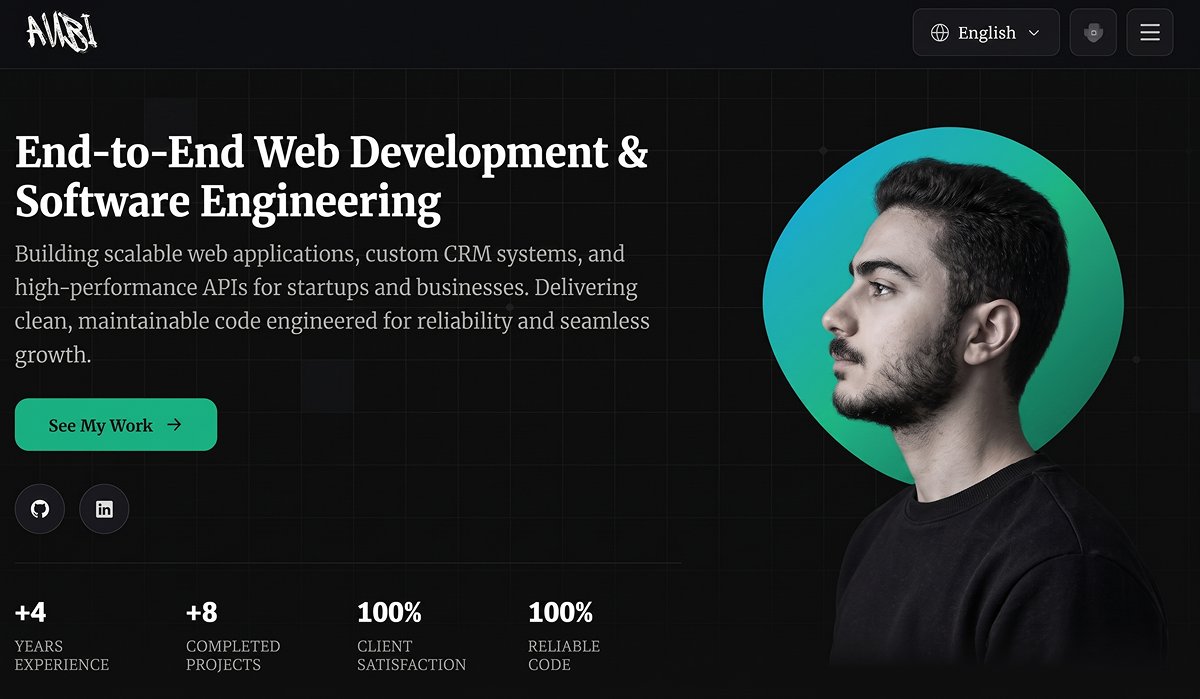 English
End-to-End Web Development &
Software Engineering
Building scalable web applications, custom CRM systems, and
high-performance APIs for startups and businesses. Delivering
clean, maintainable code engineered for reliability and seamless
growth.
See My Work
in
+4
YEARS
EXPERIENCE
+8
COMPLETED
PROJECTS
100%
CLIENT
SATISFACTION
100%
RELIABLE
CODE